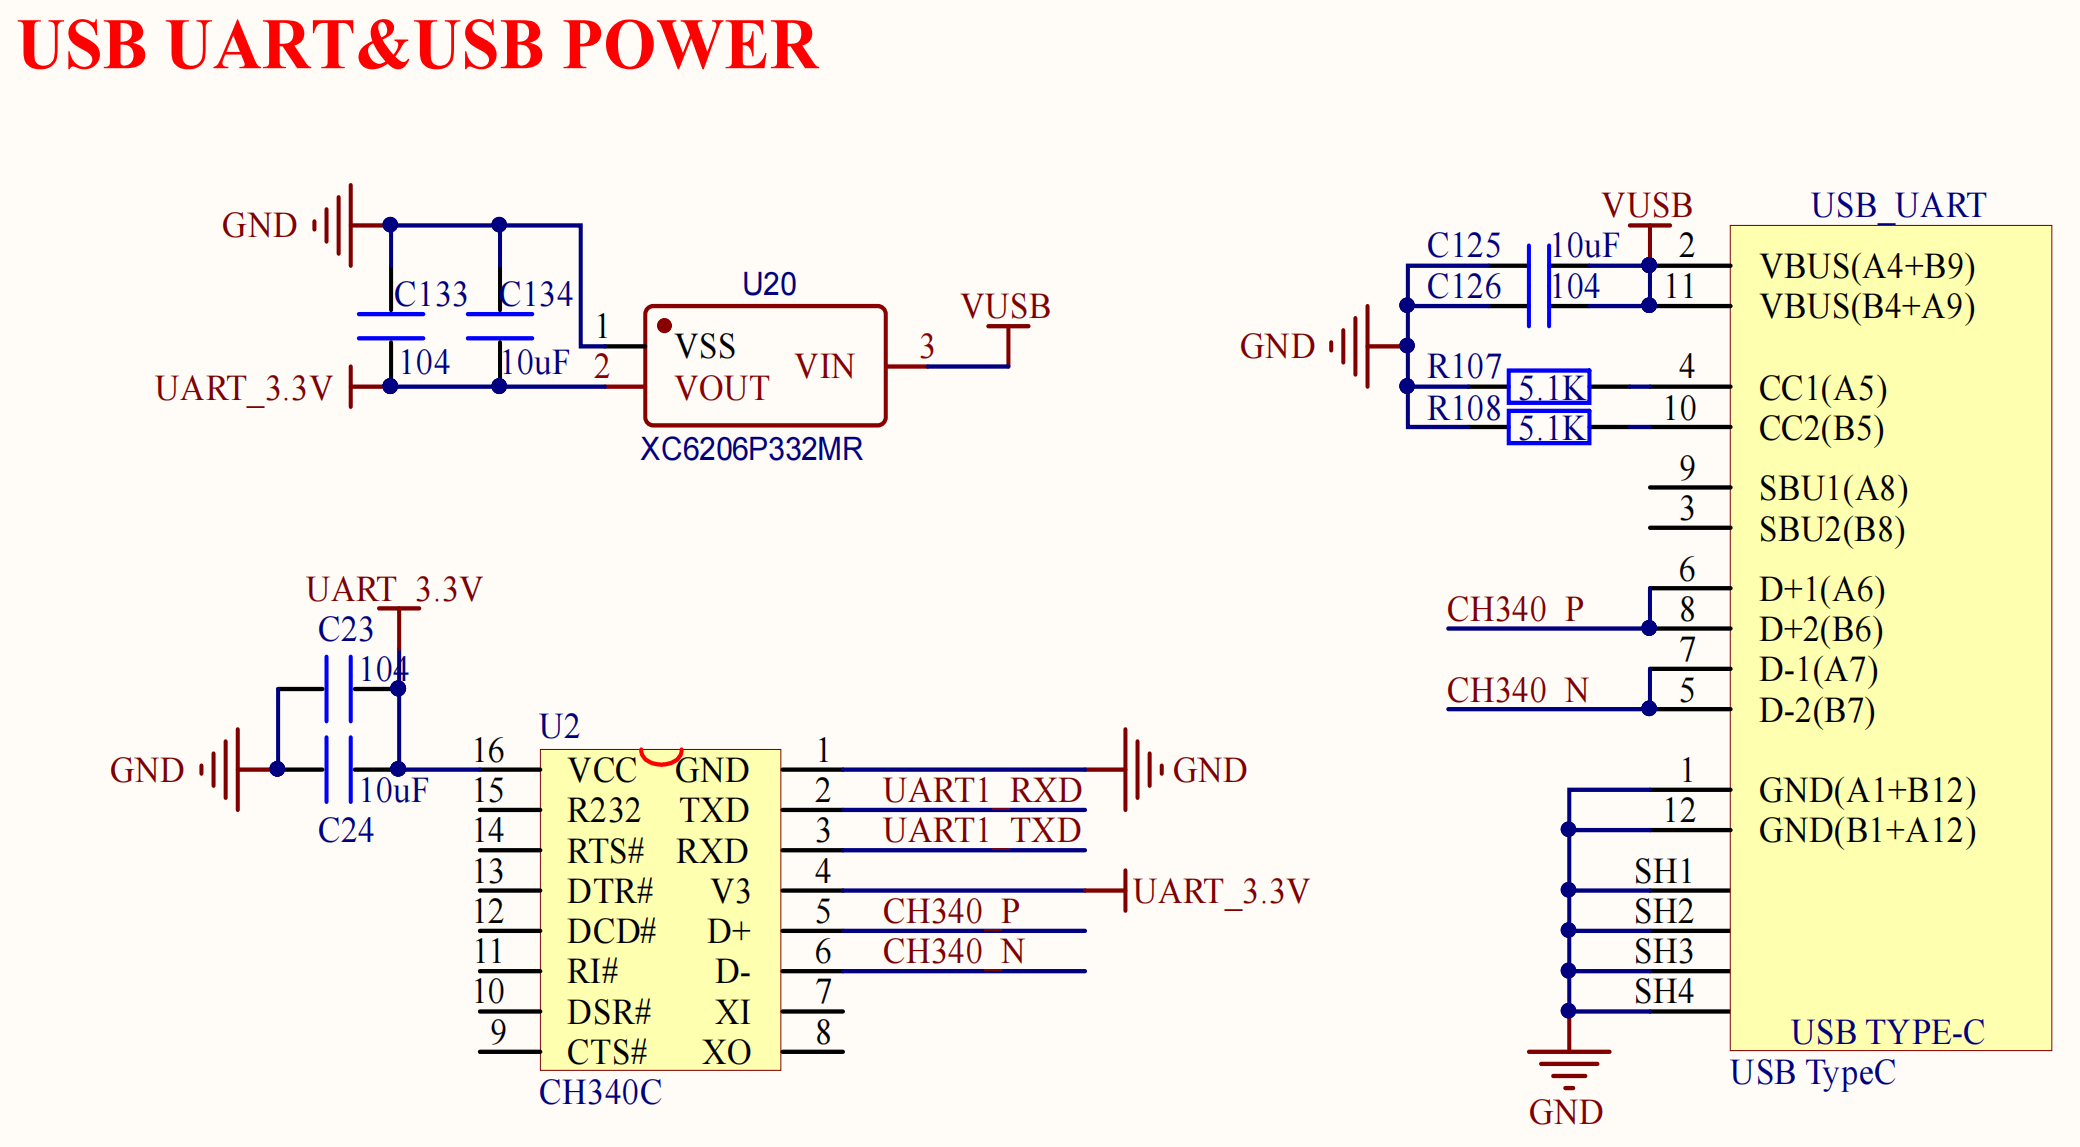 USB UART&USB POWER
GND
C133
C134
104
10uF
UART_3.3V
U20
1
2
VSS
VOUT
VIN
3
VUSB
XC6206P332MR
UART_3.3V
C23
104
GND
10uF
C24
U2
16 VCC GND 1 GND
15 R232 TXD 2 UART1_RXD
14 RTS# RXD 3 UART1_TXD
13 DTR# V3 4 UART_3.3V
12 DCD# D+ 5 CH340_P
11 RI# D- 6 CH340_N
10 DSR# XI 7
9 CTS# XO 8
CH340C
VUSB
USB_UART
C125 10uF 2 VBUS(A4+B9)
C126 104 11 VBUS(B4+A9)
GND
R107 5.1K 4 CC1(A5)
R108 5.1K 10 CC2(B5)
9 SBU1(A8)
3 SBU2(B8)
6 D+1(A6)
CH340_P 8 D+2(B6)
7 D-1(A7)
CH340_N 5 D-2(B7)
1 GND(A1+B12)
12 GND(B1+A12)
SH1
SH2
SH3
SH4
USB TYPE-C
USB TypeC
GND